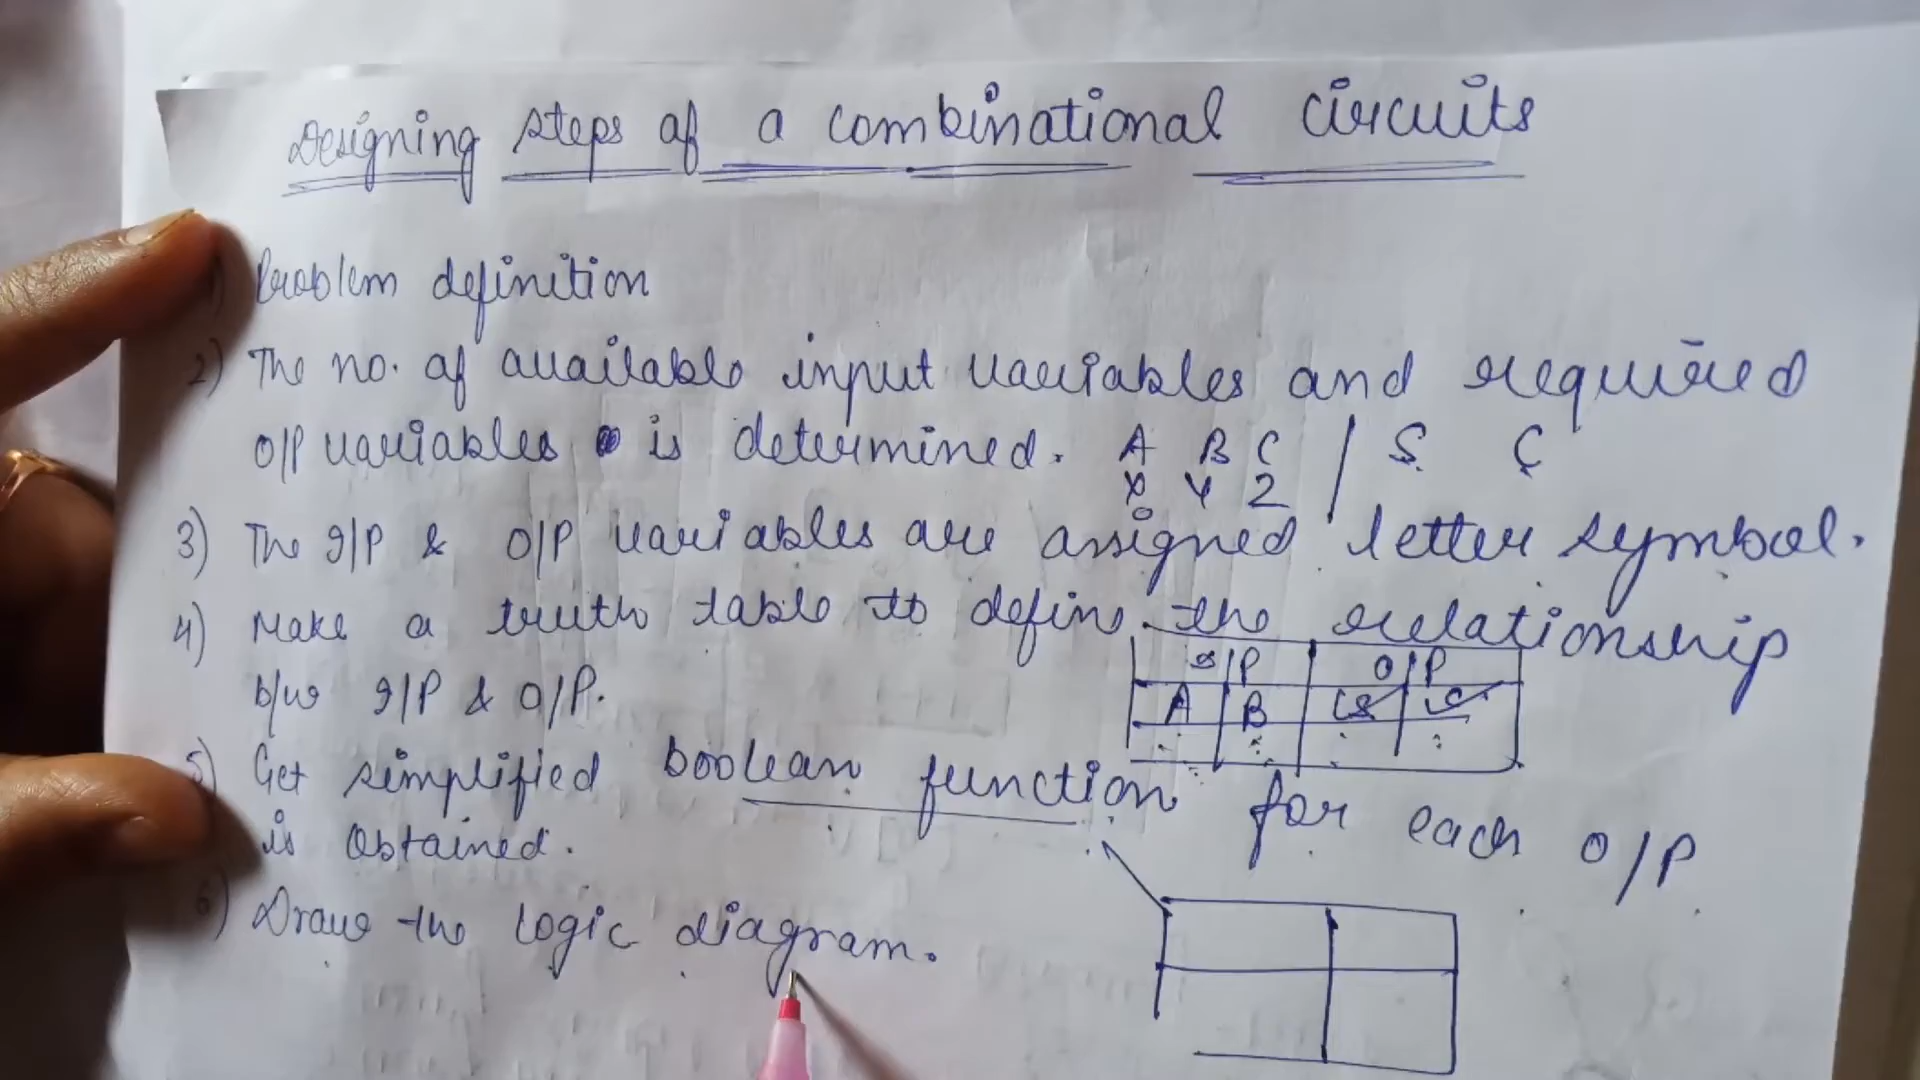 Designing steps of a combinational circuits
1) Problem definition
2) The no. of available input variables and required
O/P variables is determined. A B C / S C
X Y Z
3) The I/P & O/P variables are assigned letter symbol.
4) Make a truth table to define the relationship
b/w I/P & O/P.
I/P O/P
A B S C
5) Get simplified boolean function for each O/P
is obtained.
6) Draw the logic diagram.